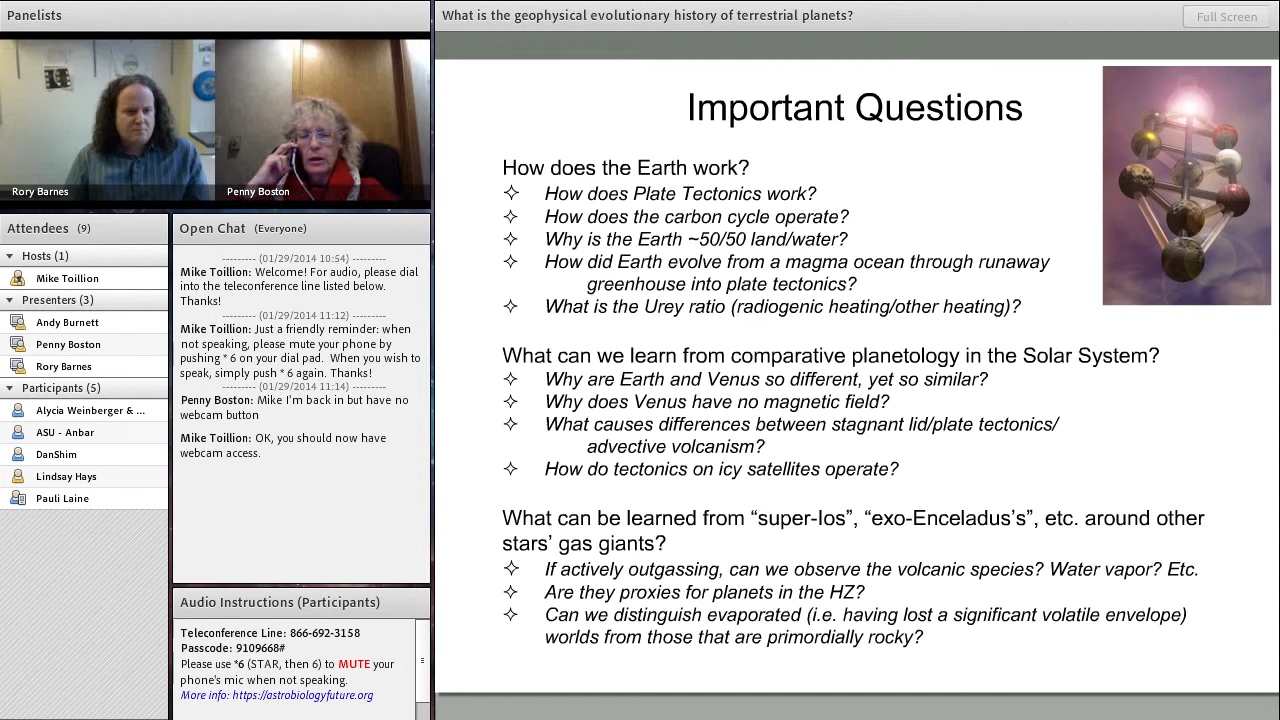 Panelists
Rory Barnes
Penny Boston
Attendees (9)
Hosts (1)
Mike Toillion
Presenters (3)
Andy Burnett
Penny Boston
Rory Barnes
Participants (5)
Alycia Weinberger & ...
ASU - Anbar
DanShim
Lindsay Hays
Pauli Laine
Open Chat (Everyone)
--------- (01/29/2014 10:54) ---------
Mike Toillion: Welcome! For audio, please dial
into the teleconference line listed below.
Thanks!
--------- (01/29/2014 11:12) ---------
Mike Toillion: Just a friendly reminder: when
not speaking, please mute your phone by
pushing * 6 on your dial pad. When you wish to
speak, simply push * 6 again. Thanks!
--------- (01/29/2014 11:14) ---------
Penny Boston: Mike I'm back in but have no
webcam button
Mike Toillion: OK, you should now have
webcam access.
Audio Instructions (Participants)
Teleconference Line: 866-692-3158
Passcode: 9109668#
Please use *6 (STAR, then 6) to MUTE your
phone's mic when not speaking.
More info: https://astrobiologyfuture.org
What is the geophysical evolutionary history of terrestrial planets?
Full Screen
Important Questions
How does the Earth work?
✧ How does Plate Tectonics work?
✧ How does the carbon cycle operate?
✧ Why is the Earth ~50/50 land/water?
✧ How did Earth evolve from a magma ocean through runaway
greenhouse into plate tectonics?
✧ What is the Urey ratio (radiogenic heating/other heating)?
What can we learn from comparative planetology in the Solar System?
✧ Why are Earth and Venus so different, yet so similar?
✧ Why does Venus have no magnetic field?
✧ What causes differences between stagnant lid/plate tectonics/
advective volcanism?
✧ How do tectonics on icy satellites operate?
What can be learned from “super-Ios”, “exo-Enceladus’s”, etc. around other
stars’ gas giants?
✧ If actively outgassing, can we observe the volcanic species? Water vapor? Etc.
✧ Are they proxies for planets in the HZ?
✧ Can we distinguish evaporated (i.e. having lost a significant volatile envelope)
worlds from those that are primordially rocky?